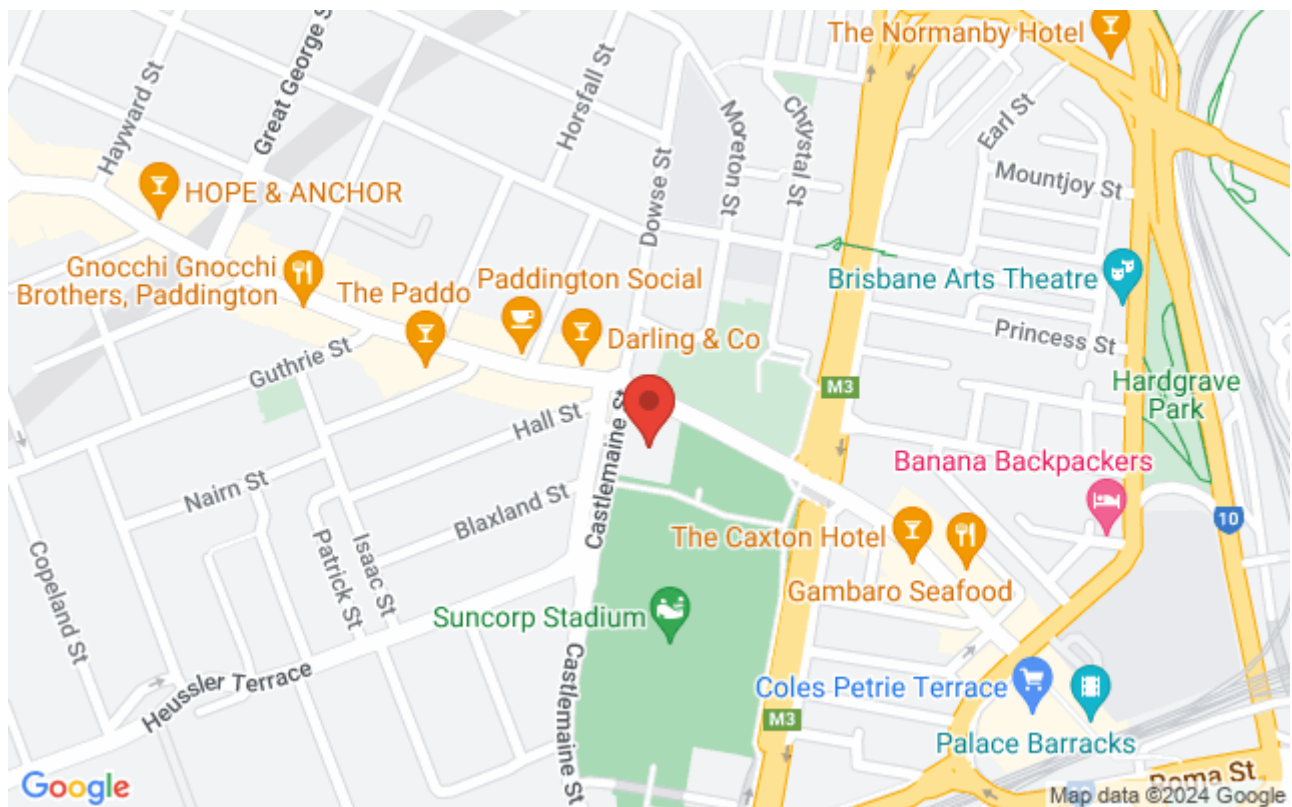 The Normanby Hotel
Hayward St
Great George S
Horsfall St
Dowse St
Moreton St
Chrystal St
Earl St
Mountjoy St
HOPE & ANCHOR
Gnocchi Gnocchi
Brothers, Paddington
The Paddo
Paddington Social
Darling & Co
Brisbane Arts Theatre
Princess St
Hardgrave
Park
M3
Guthrie St
Hall St
Castlemaine St
Banana Backpackers
Nairn St
Blaxland St
10
The Caxton Hotel
Gambaro Seafood
Copeland St
Patrick St
Isaac St
Suncorp Stadium
Heussler Terrace
Castlemaine St
Coles Petrie Terrace
M3
Palace Barracks
Roma St
Google
Map data ©2024 Google